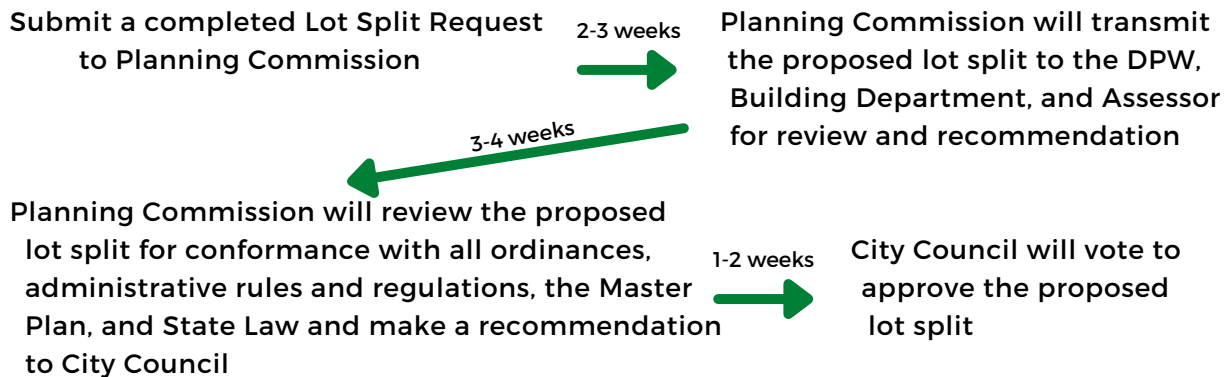 Submit a completed Lot Split Request
to Planning Commission
2-3 weeks
Planning Commission will transmit
the proposed lot split to the DPW,
Building Department, and Assessor
for review and recommendation
3-4 weeks
Planning Commission will review the proposed
lot split for conformance with all ordinances,
administrative rules and regulations, the Master
Plan, and State Law and make a recommendation
to City Council
1-2 weeks
City Council will vote to
approve the proposed
lot split